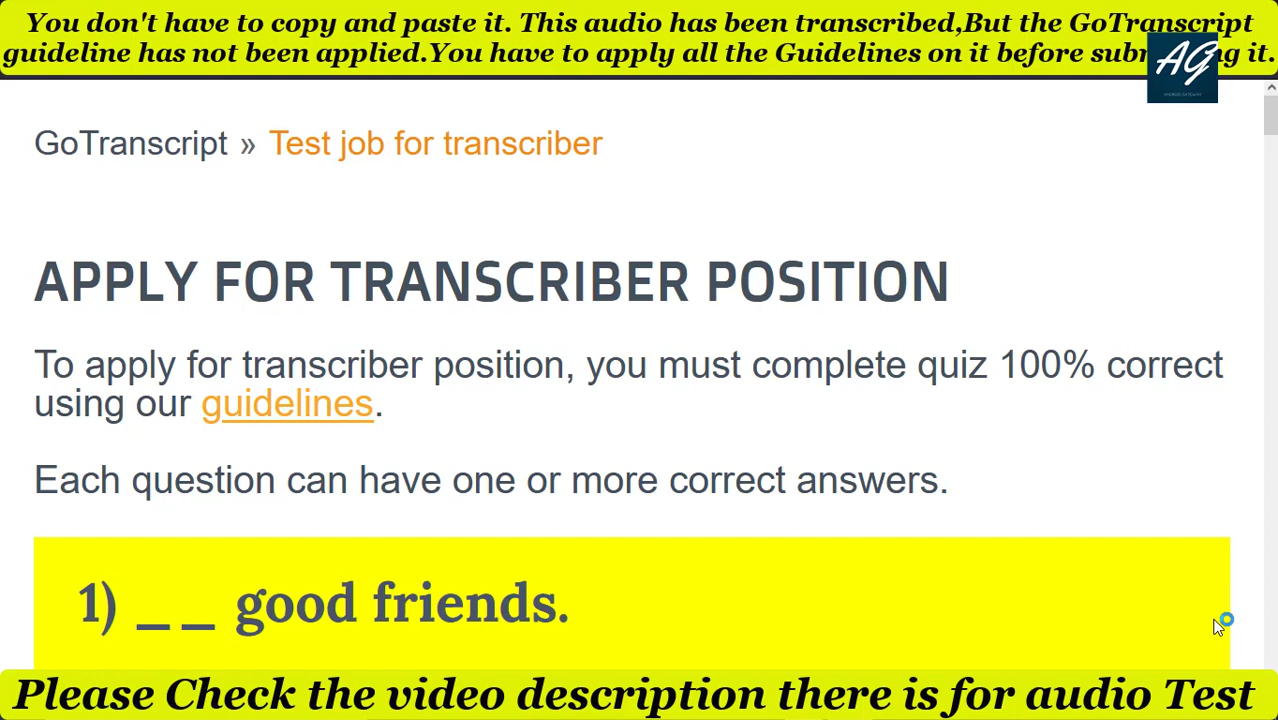 You don't have to copy and paste it. This audio has been transcribed,But the GoTranscript
guideline has not been applied.You have to apply all the Guidelines on it before subm g it.
AG
GoTranscript » Test job for transcriber
APPLY FOR TRANSCRIBER POSITION
To apply for transcriber position, you must complete quiz 100% correct
using our guidelines.
Each question can have one or more correct answers.
1) _ _ good friends.
Please Check the video description there is for audio Test